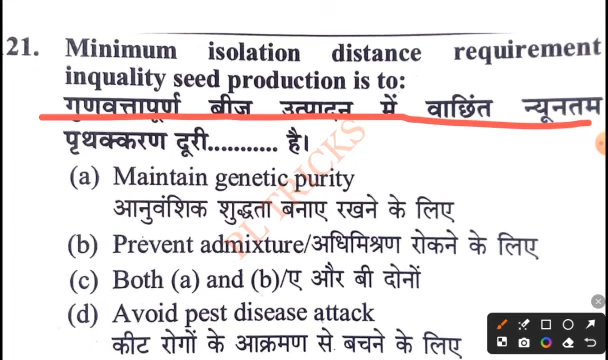 21. Minimum isolation distance requirement
inquality seed production is to:
गुणवत्तापूर्ण बीज उत्पादन में वाछिंत न्यूनतम
पृथक्करण दूरी........... है।
(a) Maintain genetic purity
आनुवंशिक शुद्धता बनाए रखने के लिए
(b) Prevent admixture/अधिमिश्रण रोकने के लिए
(c) Both (a) and (b)/ए और बी दोनों
(d) Avoid pest disease attack
कीट रोगों के आक्रमण से बचने के लिए
PL TRICKS